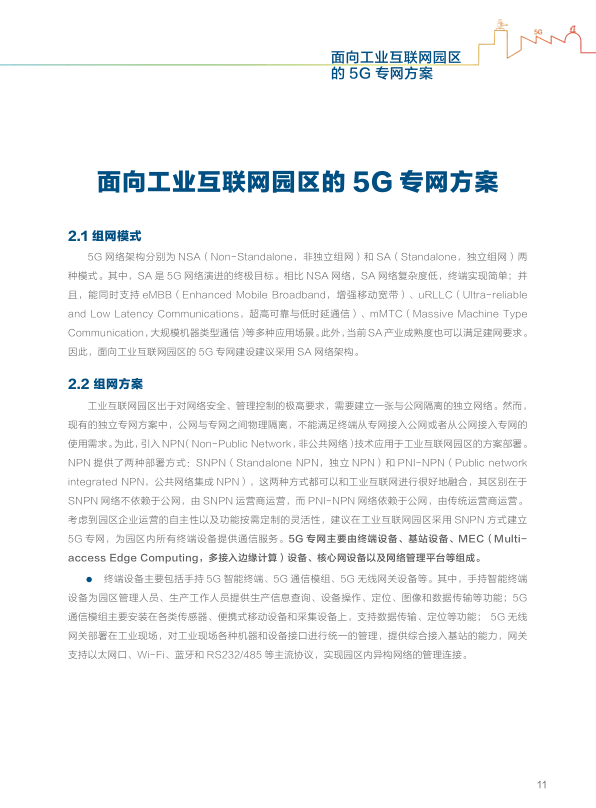 面向工业互联网园区
的 5G 专网方案
5G
面向工业互联网园区的 5G 专网方案
2.1 组网模式
5G 网络架构分别为 NSA（Non-Standalone，非独立组网）和 SA（Standalone，独立组网）两
种模式。其中，SA 是 5G 网络演进的终极目标。相比 NSA 网络，SA 网络复杂度低，终端实现简单；并
且，能同时支持 eMBB（Enhanced Mobile Broadband，增强移动宽带）、uRLLC（Ultra-reliable
and Low Latency Communications，超高可靠与低时延通信）、mMTC（Massive Machine Type
Communication，大规模机器类型通信）等多种应用场景。此外，当前 SA 产业成熟度也可以满足建网要求。
因此，面向工业互联网园区的 5G 专网建设建议采用 SA 网络架构。
2.2 组网方案
工业互联网园区出于对网络安全、管理控制的极高要求，需要建立一张与公网隔离的独立网络。然而，
现有的独立专网方案中，公网与专网之间物理隔离，不能满足终端从专网接入公网或者从公网接入专网的
使用需求。为此，引入 NPN（Non-Public Network，非公共网络）技术应用于工业互联网园区的方案部署。
NPN 提供了两种部署方式：SNPN（Standalone NPN，独立 NPN）和 PNI-NPN（Public network
integrated NPN，公共网络集成 NPN），这两种方式都可以和工业互联网进行很好地融合，其区别在于
SNPN 网络不依赖于公网，由 SNPN 运营商运营，而 PNI-NPN 网络依赖于公网，由传统运营商运营。
考虑到园区企业运营的自主性以及功能按需定制的灵活性，建议在工业互联网园区采用 SNPN 方式建立
5G 专网，为园区内所有终端设备提供通信服务。5G 专网主要由终端设备、基站设备、MEC（Multi-
access Edge Computing，多接入边缘计算）设备、核心网设备以及网络管理平台等组成。
● 终端设备主要包括手持 5G 智能终端、5G 通信模组、5G 无线网关设备等。其中，手持智能终端
设备为园区管理人员、生产工作人员提供生产信息查询、设备操作、定位、图像和数据传输等功能；5G
通信模组主要安装在各类传感器、便携式移动设备和采集设备上，支持数据传输、定位等功能； 5G 无线
网关部署在工业现场，对工业现场各种机器和设备接口进行统一的管理，提供综合接入基站的能力，网关
支持以太网口、Wi-Fi、蓝牙和 RS232/485 等主流协议，实现园区内异构网络的管理连接。
11